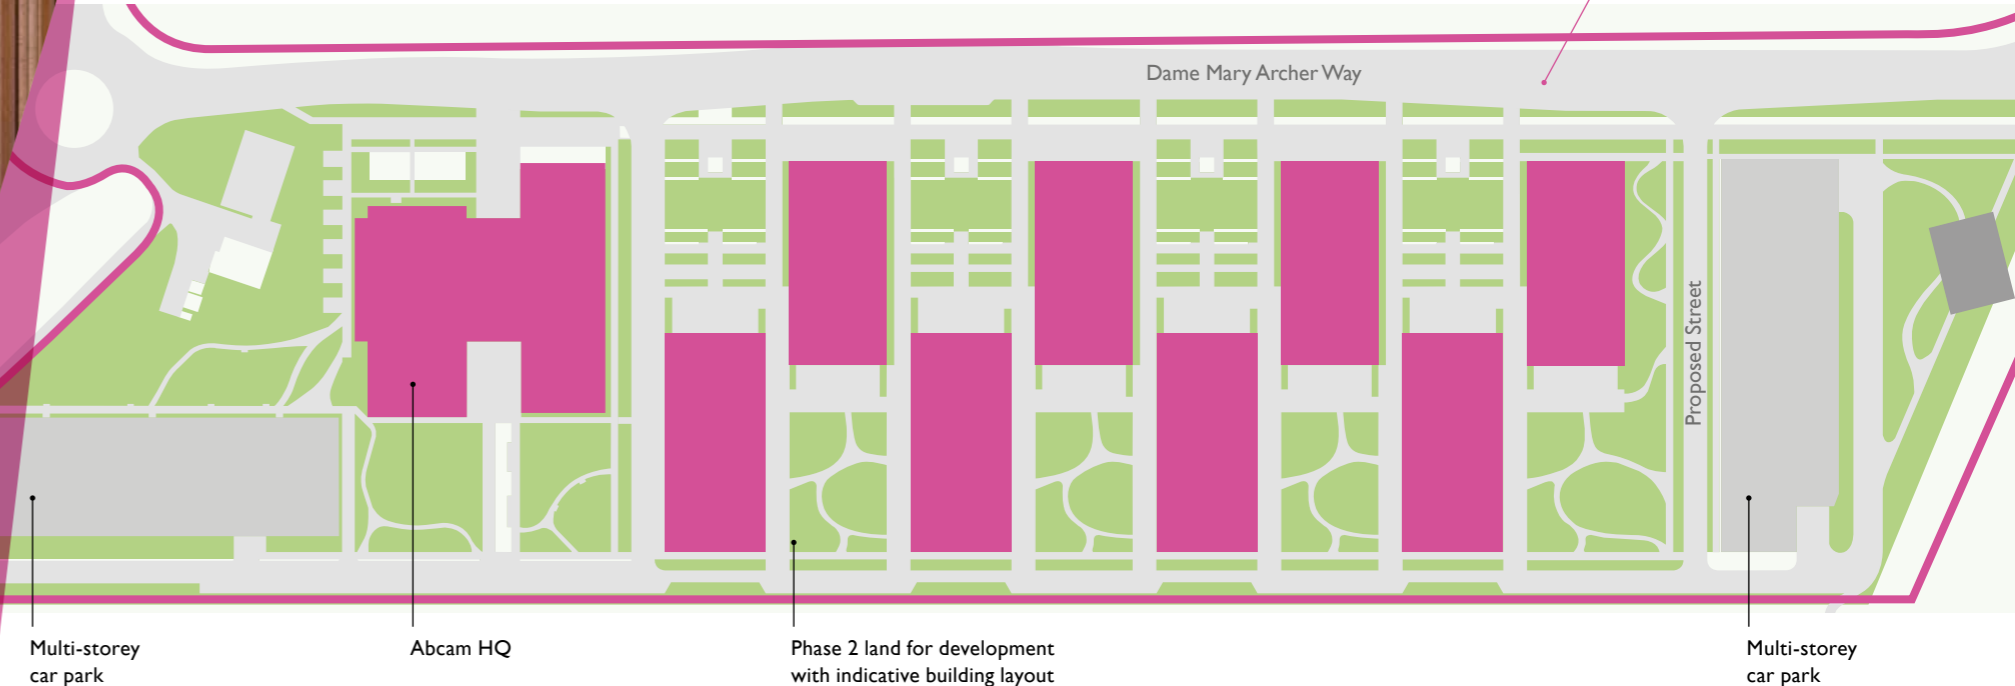 Dame Mary Archer Way
Proposed Street
Multi-storey
car park
Abcam HQ
Phase 2 land for development
with indicative building layout
Multi-storey
car park